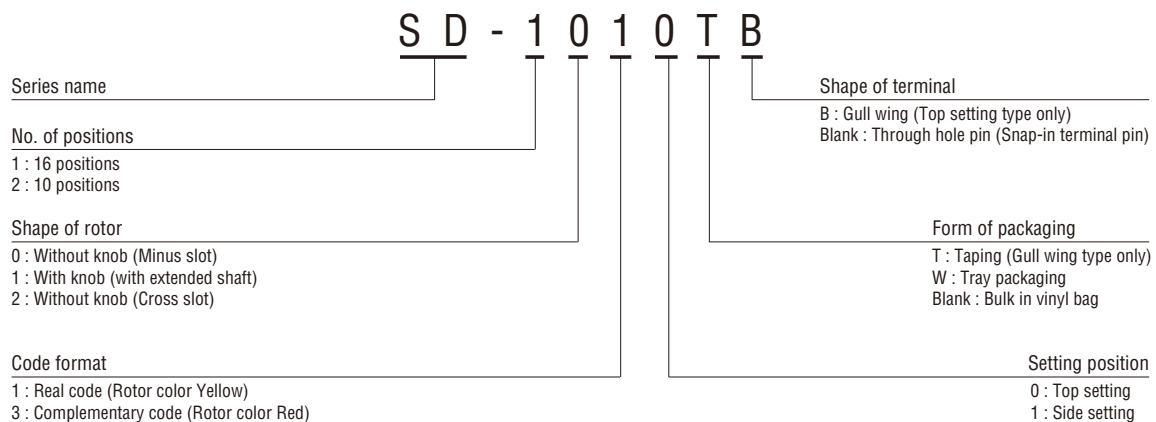 S D - 1 0 1 0 T B
Series name
No. of positions
1 : 16 positions
2 : 10 positions
Shape of rotor
0 : Without knob (Minus slot)
1 : With knob (with extended shaft)
2 : Without knob (Cross slot)
Code format
1 : Real code (Rotor color Yellow)
3 : Complementary code (Rotor color Red)
Shape of terminal
B : Gull wing (Top setting type only)
Blank : Through hole pin (Snap-in terminal pin)
Form of packaging
T : Taping (Gull wing type only)
W : Tray packaging
Blank : Bulk in vinyl bag
Setting position
0 : Top setting
1 : Side setting